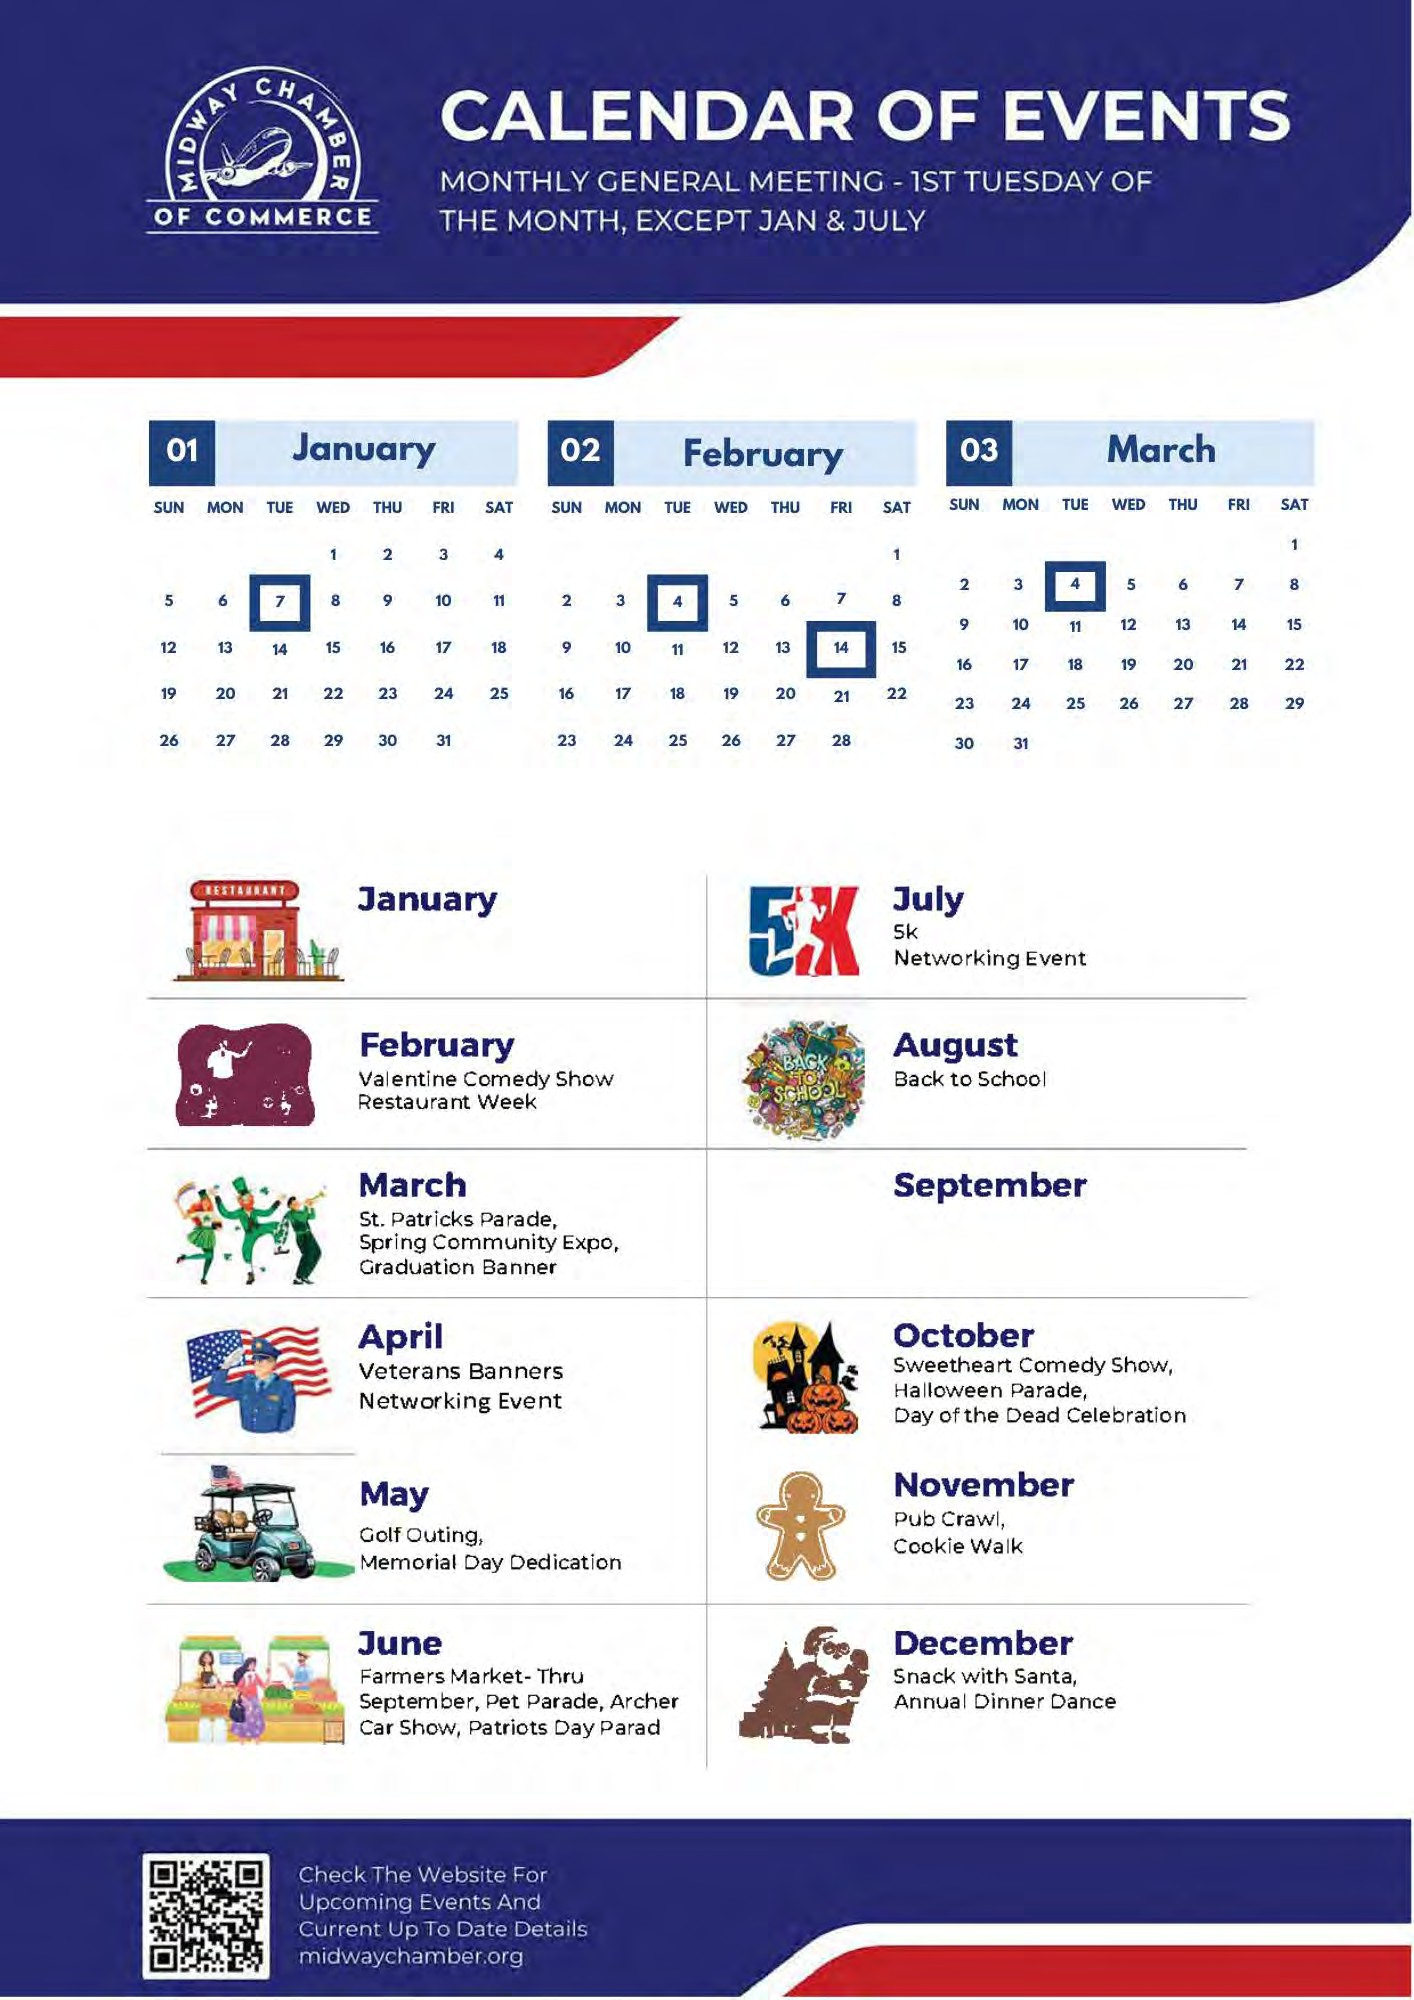 MIDWAY CHAMBER
OF COMMERCE
CALENDAR OF EVENTS
MONTHLY GENERAL MEETING - 1ST TUESDAY OF
THE MONTH, EXCEPT JAN & JULY
01 January
SUN MON TUE WED THU FRI SAT
1 2 3 4
5 6 7 8 9 10 11
12 13 14 15 16 17 18
19 20 21 22 23 24 25
26 27 28 29 30 31
02 February
SUN MON TUE WED THU FRI SAT
1
2 3 4 5 6 7 8
9 10 11 12 13 14 15
16 17 18 19 20 21 22
23 24 25 26 27 28
03 March
SUN MON TUE WED THU FRI SAT
1
2 3 4 5 6 7 8
9 10 11 12 13 14 15
16 17 18 19 20 21 22
23 24 25 26 27 28 29
30 31
RESTAURANT
January
February
Valentine Comedy Show
Restaurant Week
March
St. Patricks Parade,
Spring Community Expo,
Graduation Banner
April
Veterans Banners
Networking Event
May
Golf Outing,
Memorial Day Dedication
June
Farmers Market- Thru
September, Pet Parade, Archer
Car Show, Patriots Day Parad
5K
July
5k
Networking Event
BACK
TO
SCHOOL
August
Back to School
September
October
Sweetheart Comedy Show,
Halloween Parade,
Day of the Dead Celebration
November
Pub Crawl,
Cookie Walk
December
Snack with Santa,
Annual Dinner Dance
Check The Website For
Upcoming Events And
Current Up To Date Details
midwaychamber.org